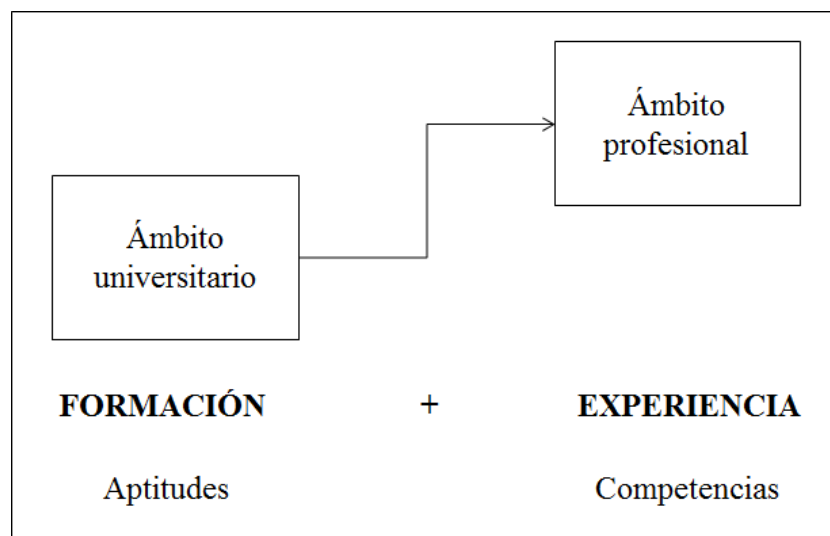 Ámbito
profesional
Ámbito
universitario
FORMACIÓN + EXPERIENCIA
Aptitudes Competencias